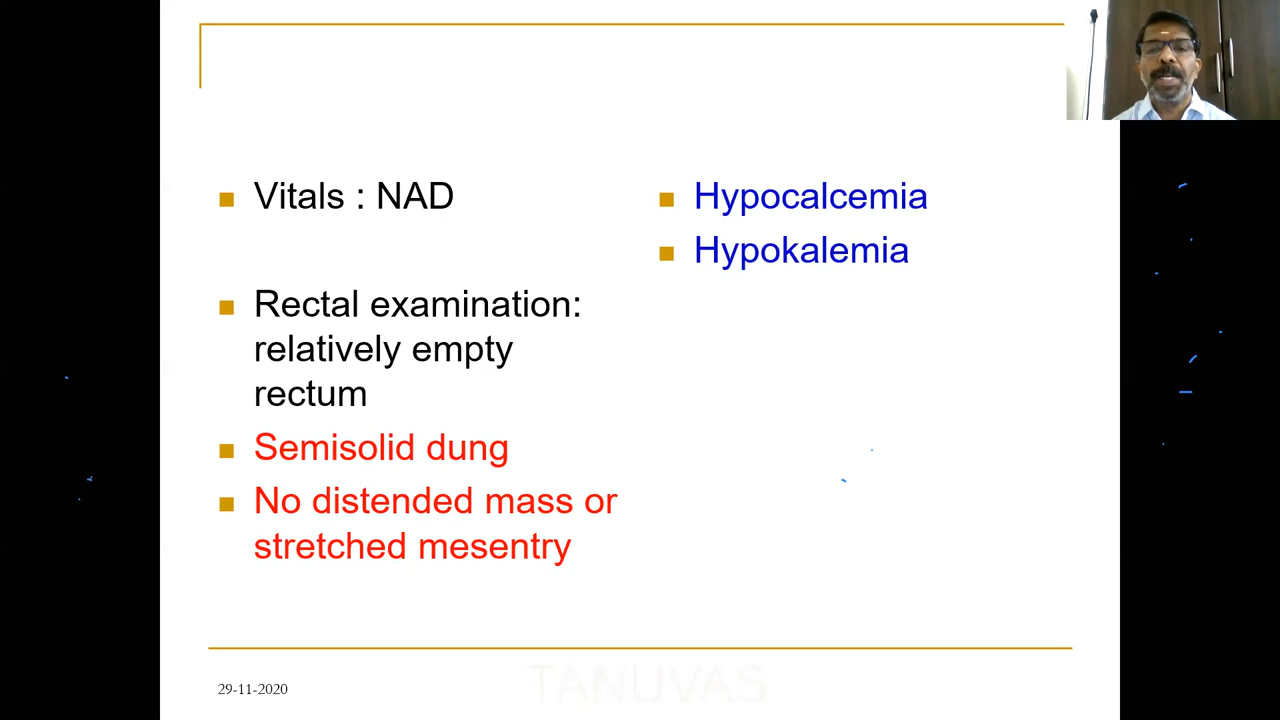 Vitals : NAD
Rectal examination:
relatively empty
rectum
Semisolid dung
No distended mass or
stretched mesentry
Hypocalcemia
Hypokalemia
29-11-2020
TANUVAS